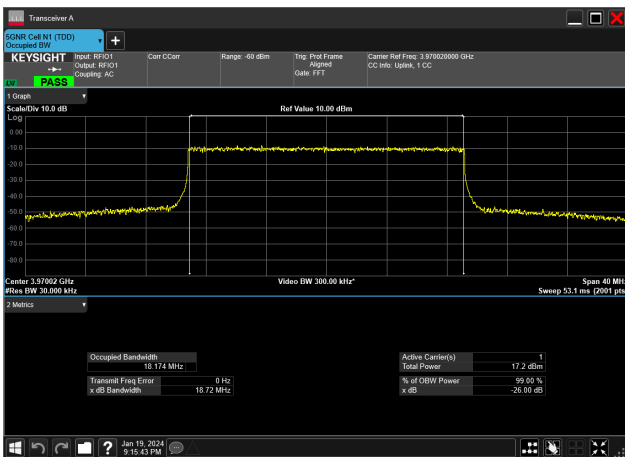 Transceiver A
5GNR Cell N1 (TDD)
Occupied BW
KEYSIGHT
Input: RFIO1
Output: RFIO1
Coupling: AC
Corr CCorr
Range: -60 dBm
Trig: Prot Frame
Aligned
Gate: FFT
Carrier Ref Freq: 3.970020000 GHz
CC Info: Uplink, 1 CC
PASS
1 Graph
Scale/Div 10.0 dB
Ref Value 10.00 dBm
Log
0.00
-10.0
-20.0
-30.0
-40.0
-50.0
-60.0
-70.0
-80.0
Center 3.97002 GHz
Video BW 300.00 kHz*
Span 40 MHz
#Res BW 30.000 kHz
Sweep 53.1 ms (2001 pts
2 Metrics
Occupied Bandwidth
18.174 MHz
Active Carrier(s) 1
Total Power 17.2 dBm
Transmit Freq Error 0 Hz
x dB Bandwidth 18.72 MHz
% of OBW Power 99.00 %
x dB -26.00 dB
Jan 19, 2024
9:15:43 PM